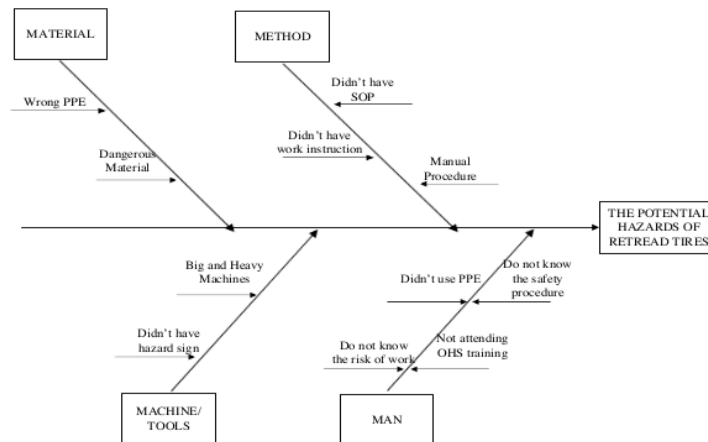 MATERIAL
METHOD
Wrong PPE
Dangerous
Material
Didn't have
SOP
Didn't have
work instruction
Manual
Procedure
THE POTENTIAL
HAZARDS OF
RETREAD TIRES
Big and Heavy
Machines
Didn't have
hazard sign
Didn't use PPE
Do not know
the safety
procedure
Do not know
the risk of work
Not attending
OHS training
MACHINE/
TOOLS
MAN